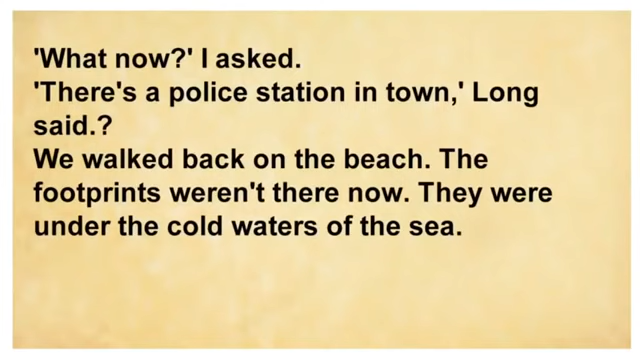 'What now?' I asked.
'There's a police station in town,' Long
said.?
We walked back on the beach. The
footprints weren't there now. They were
under the cold waters of the sea.